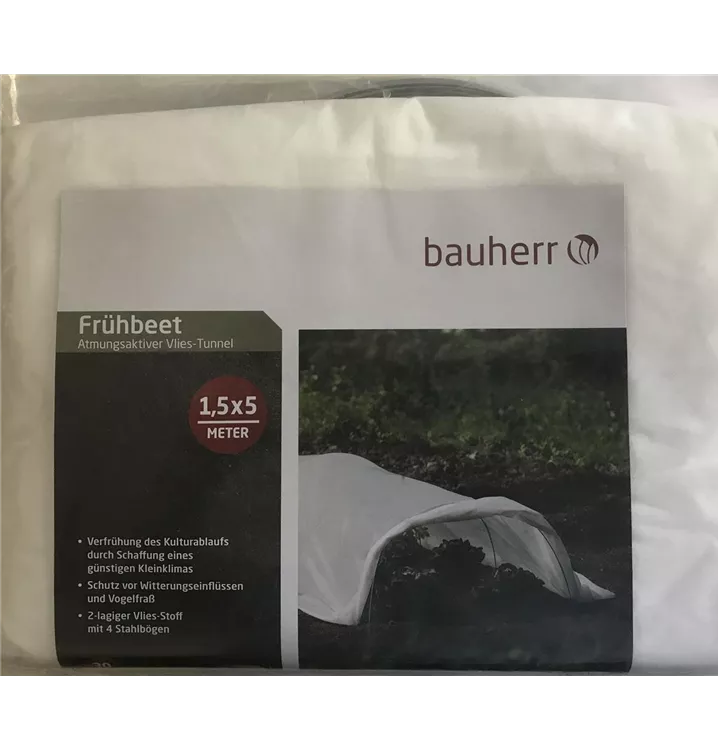 bauherr
Frühbeet
Atmungsaktiver Vlies-Tunnel
1,5x5
METER
• Verfrühung des Kulturablaufs
durch Schaffung eines
günstigen Kleinklimas
• Schutz vor Witterungseinflüssen
und Vogelfraß
• 2-lagiger Vlies-Stoff
mit 4 Stahlbögen